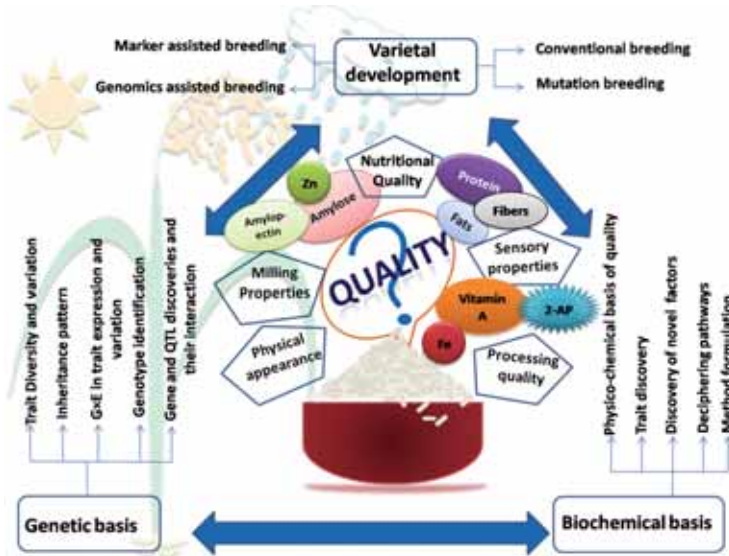 Marker assisted breeding
Genomics assisted breeding
Varietal
development
Conventional breeding
Mutation breeding
Nutritional
Quality
Zn
Amylose
Amylop-
ectin
Protein
Fibers
Fats
Sensory
properties
QUALITY
?
Milling
Properties
Physical
appearance
Vitamin
A
2-AP
Fe
Processing
quality
Trait Diversity and variation
Inheritance pattern
G×E in trait expression and
variation
Genotype identification
Gene and QTL discoveries and
their interaction
Physico-chemical basis of quality
Trait discovery
Discovery of novel factors
Deciphering pathways
Method formulation
Genetic basis
Biochemical basis